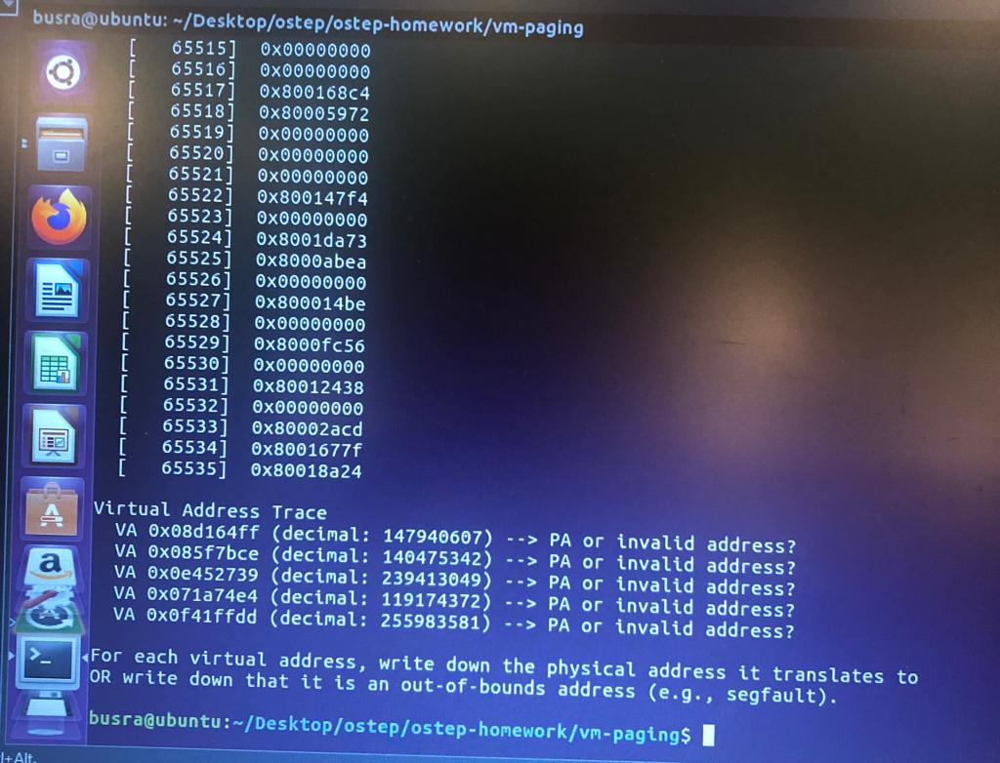 busra@ubuntu: ~/Desktop/ostep/ostep-homework/vm-paging
[ 65515] 0x00000000
[ 65516] 0x00000000
[ 65517] 0x800168c4
[ 65518] 0x80005972
[ 65519] 0x00000000
[ 65520] 0x00000000
[ 65521] 0x00000000
[ 65522] 0x800147f4
[ 65523] 0x00000000
[ 65524] 0x8001da73
[ 65525] 0x8000abea
[ 65526] 0x00000000
[ 65527] 0x800014be
[ 65528] 0x00000000
[ 65529] 0x8000fc56
[ 65530] 0x00000000
[ 65531] 0x80012438
[ 65532] 0x00000000
[ 65533] 0x80002acd
[ 65534] 0x8001677f
[ 65535] 0x80018a24
Virtual Address Trace
VA 0x08d164ff (decimal: 147940607) --> PA or invalid address?
VA 0x085f7bce (decimal: 140475342) --> PA or invalid address?
VA 0x0e452739 (decimal: 239413049) --> PA or invalid address?
VA 0x071a74e4 (decimal: 119174372) --> PA or invalid address?
VA 0x0f41ffdd (decimal: 255983581) --> PA or invalid address?
For each virtual address, write down the physical address it translates to
OR write down that it is an out-of-bounds address (e.g., segfault).
busra@ubuntu:~/Desktop/ostep/ostep-homework/vm-paging$
l+Alt.